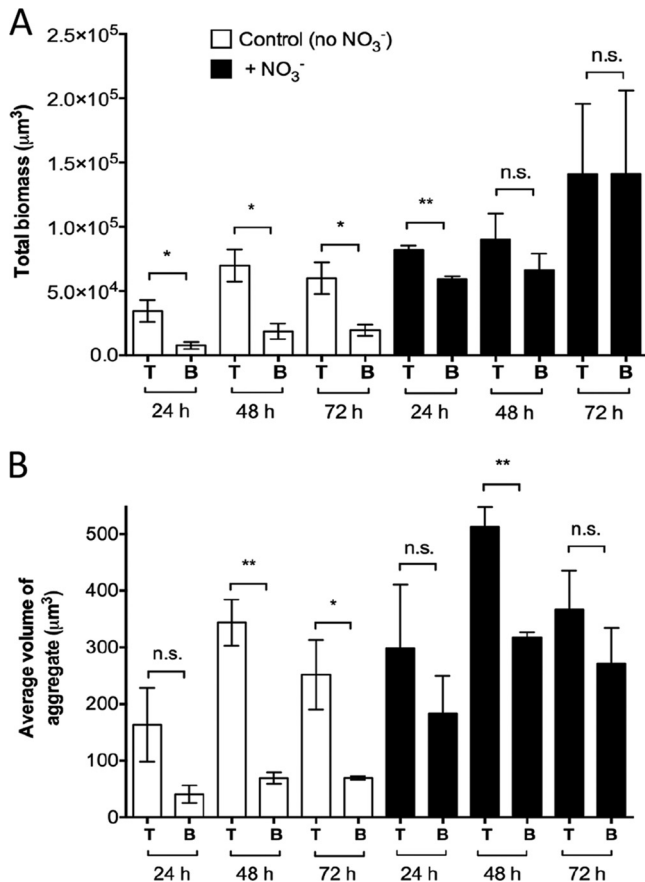 A
Control (no NO₃⁻)
+ NO₃⁻
Total biomass (μm³)
2.5×10⁵
2.0×10⁵
1.5×10⁵
1.0×10⁵
5.0×10⁴
0.0
*
*
*
**
n.s.
n.s.
T B T B T B T B T B T B
24 h 48 h 72 h 24 h 48 h 72 h
B
Average volume of
aggregate (μm³)
500
400
300
200
100
0
n.s.
**
*
n.s.
**
n.s.
T B T B T B T B T B T B
24 h 48 h 72 h 24 h 48 h 72 h